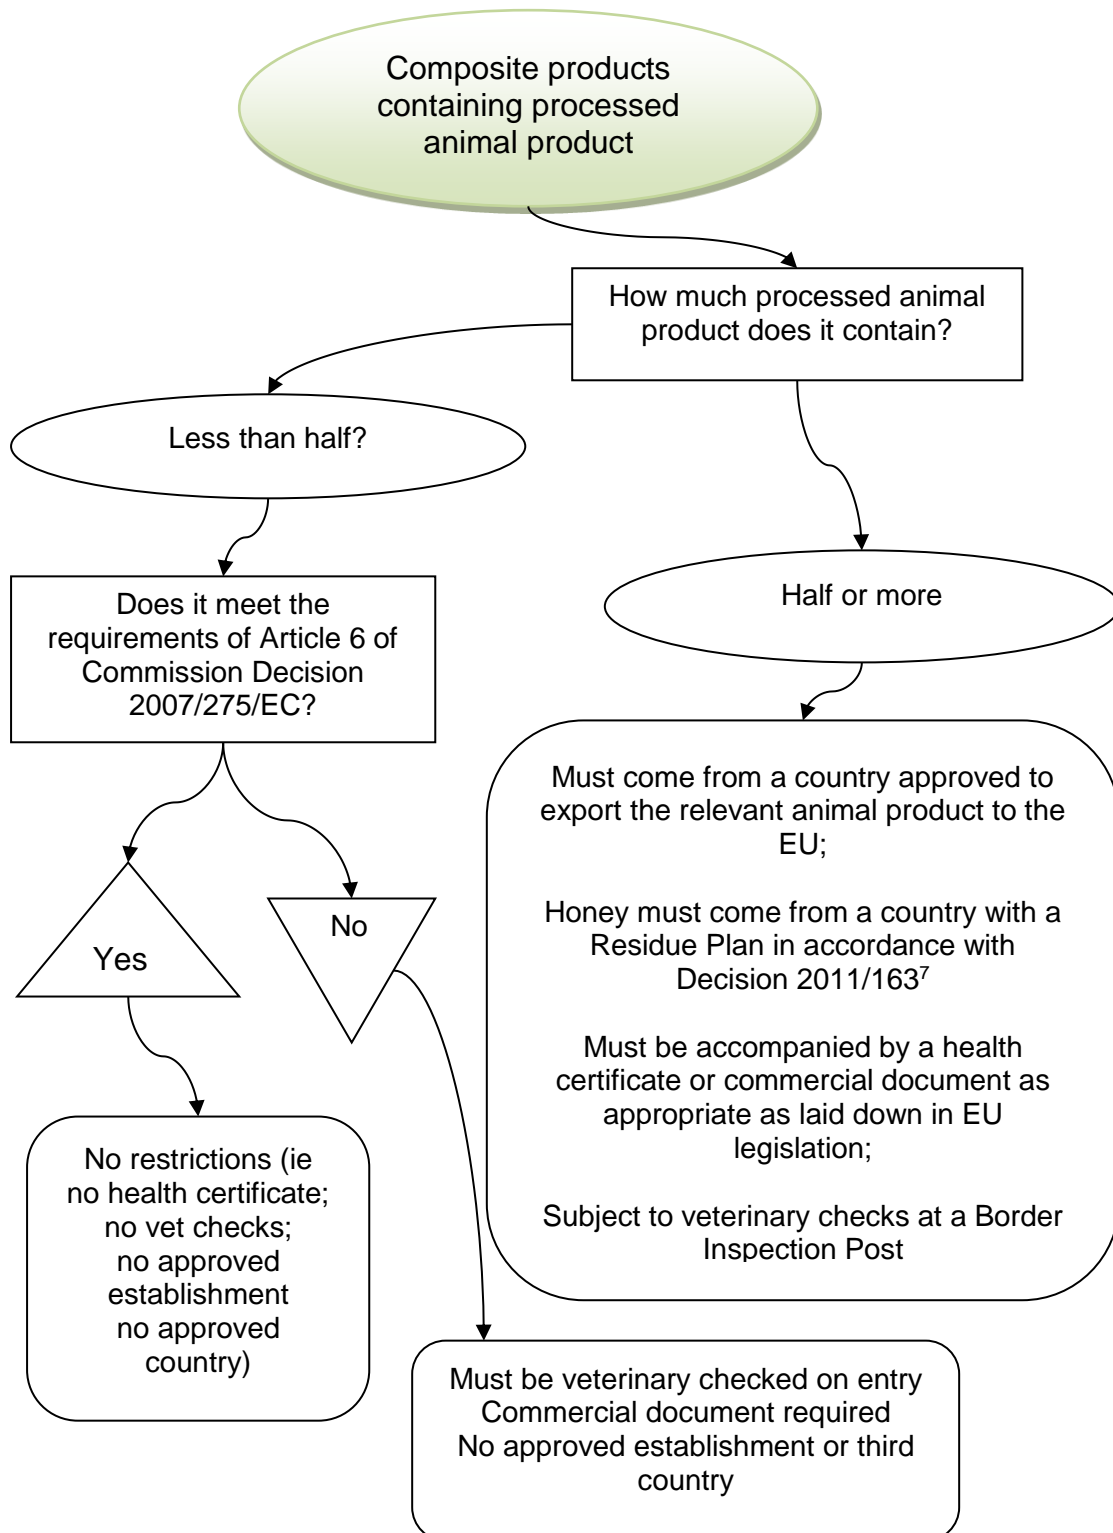 Composite products
containing processed
animal product
How much processed animal
product does it contain?
Less than half?
Half or more
Does it meet the
requirements of Article 6 of
Commission Decision
2007/275/EC?
Must come from a country approved to
export the relevant animal product to the
EU;
Honey must come from a country with a
Residue Plan in accordance with
Decision 2011/163⁷
Must be accompanied by a health
certificate or commercial document as
appropriate as laid down in EU
legislation;
Subject to veterinary checks at a Border
Inspection Post
Yes
No
No restrictions (ie
no health certificate;
no vet checks;
no approved
establishment
no approved
country)
Must be veterinary checked on entry
Commercial document required
No approved establishment or third
country